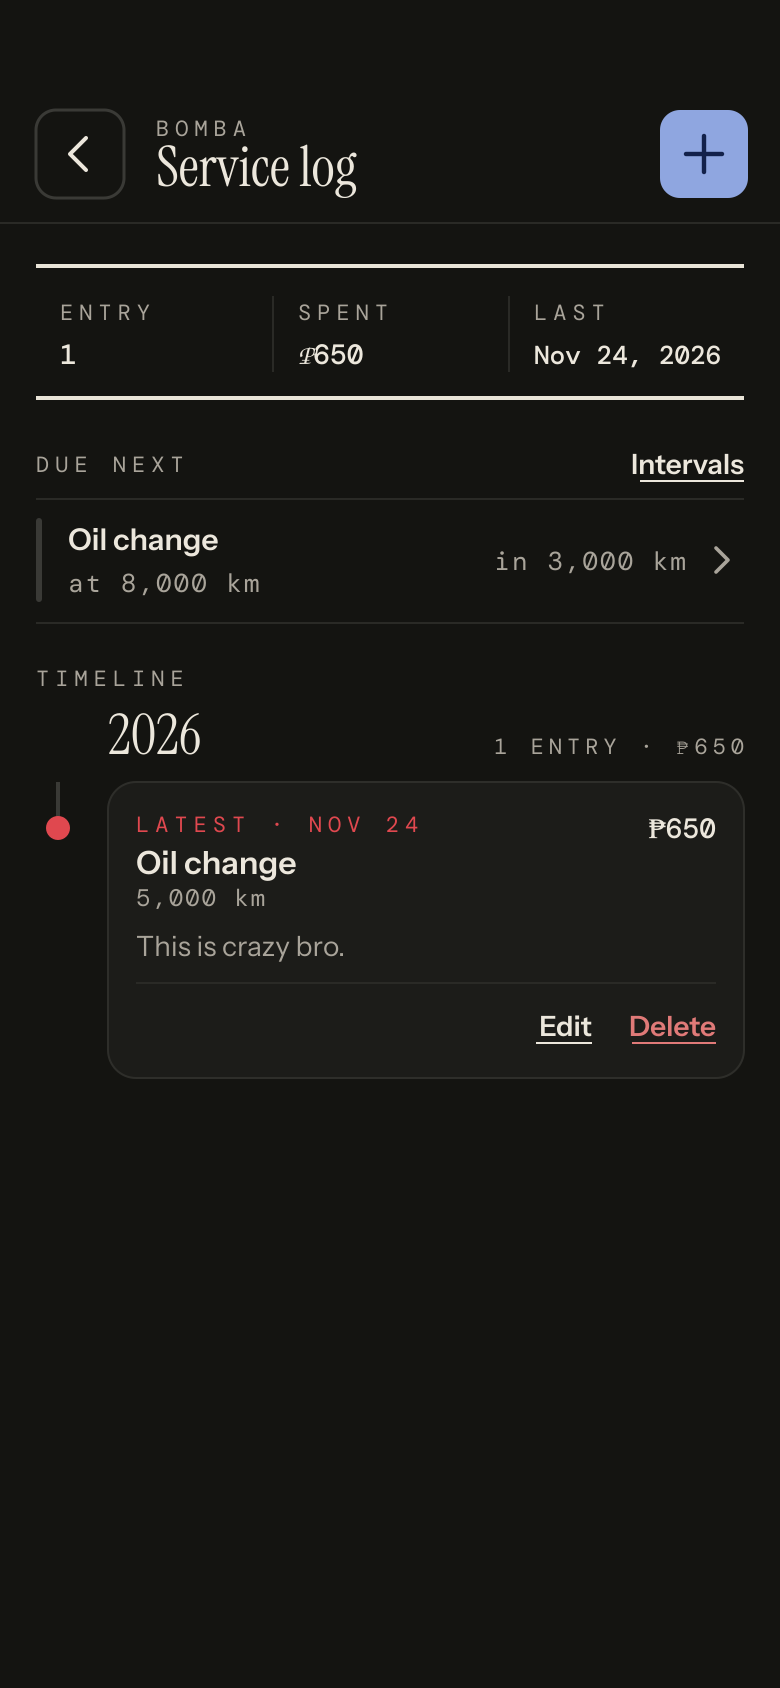 BOMBA
Service log
ENTRY
1
SPENT
₱650
LAST
Nov 24, 2026
DUE NEXT
Intervals
Oil change
at 8,000 km
in 3,000 km
TIMELINE
2026
1 ENTRY · ₱650
LATEST · NOV 24
₱650
Oil change
5,000 km
This is crazy bro.
Edit
Delete